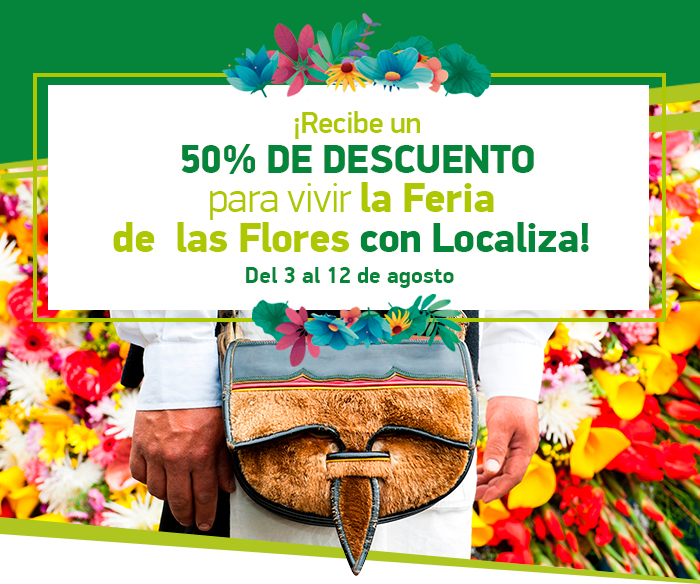 ¡Recibe un
50% DE DESCUENTO
para vivir la Feria
de las Flores con Localiza!
Del 3 al 12 de agosto